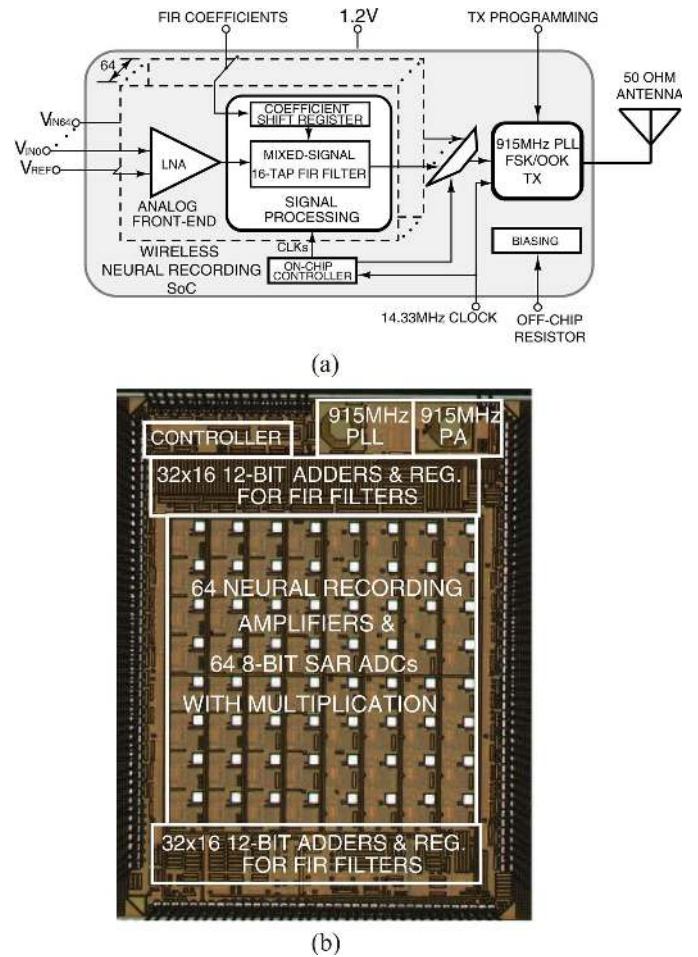 FIR COEFFICIENTS
1.2V
TX PROGRAMMING
64
50 OHM
ANTENNA
VIN64
VIN0
VREF
LNA
ANALOG
FRONT-END
COEFFICIENT
SHIFT REGISTER
MIXED-SIGNAL
16-TAP FIR FILTER
SIGNAL
PROCESSING
915MHz PLL
FSK/OOK
TX
WIRELESS
NEURAL RECORDING
SoC
CLKs
ON-CHIP
CONTROLLER
BIASING
14.33MHz CLOCK
OFF-CHIP
RESISTOR
(a)
CONTROLLER
915MHz
PLL
915MHz
PA
32x16 12-BIT ADDERS & REG.
FOR FIR FILTERS
64 NEURAL RECORDING
AMPLIFIERS &
64 8-BIT SAR ADCs
WITH MULTIPLICATION
32x16 12-BIT ADDERS & REG.
FOR FIR FILTERS
(b)